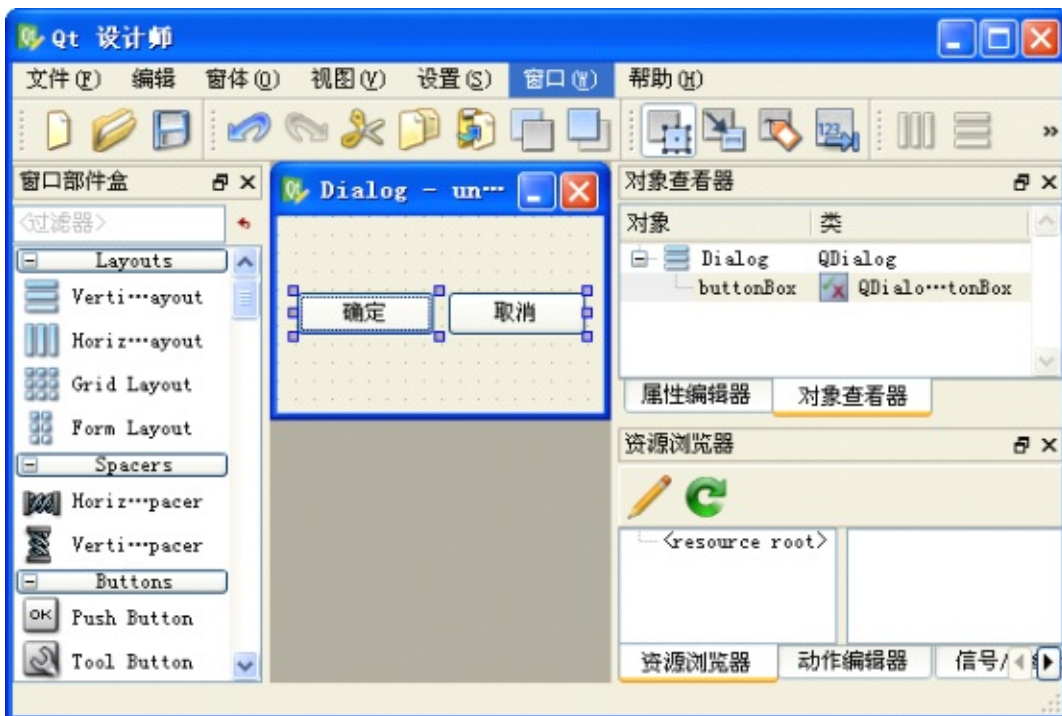 Qt 设计师
文件(F) 编辑 窗体(O) 视图(V) 设置(S) 窗口(W) 帮助(H)
123
»
窗口部件盒
<过滤器>
Layouts
Verti···ayout
Horiz···ayout
Grid Layout
Form Layout
Spacers
Horiz···pacer
Verti···pacer
Buttons
OK Push Button
Tool Button
Dialog - un···
确定 取消
对象查看器
对象 类
Dialog QDialog
buttonBox QDialo···tonBox
属性编辑器 对象查看器
资源浏览器
<resource root>
资源浏览器 动作编辑器 信号/